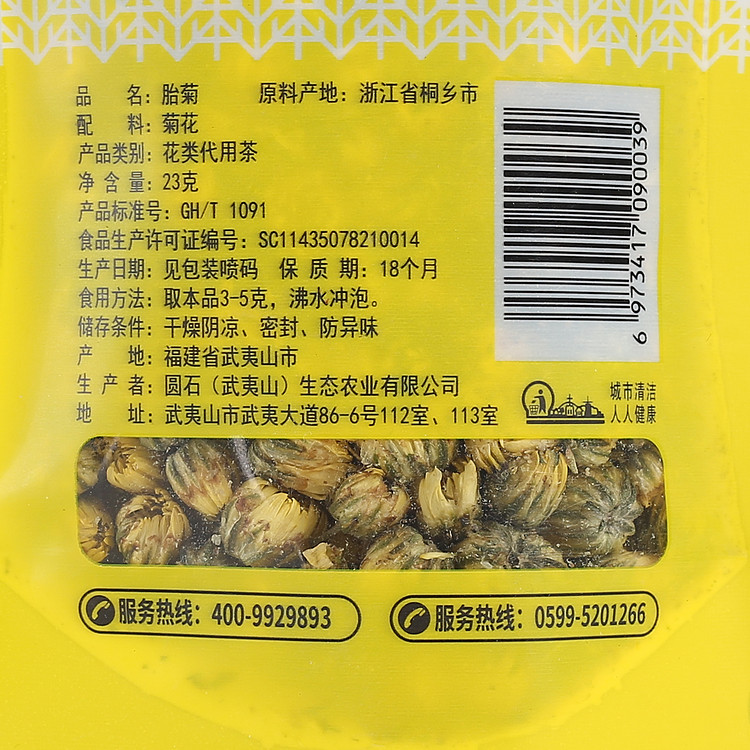 品 名：胎菊 原料产地：浙江省桐乡市
配 料：菊花
产品类别：花类代用茶
净 含 量：23克
产品标准号：GH/T 1091
食品生产许可证编号：SC11435078210014
生产日期：见包装喷码 保 质 期：18个月
食用方法：取本品3-5克，沸水冲泡。
储存条件：干燥阴凉、密封、防异味
产 地：福建省武夷山市
生 产 者：圆石（武夷山）生态农业有限公司
地 址：武夷山市武夷大道86-6号112室、113室
6 973417 090039
城市清洁
人人健康
服务热线：400-9929893
服务热线：0599-5201266